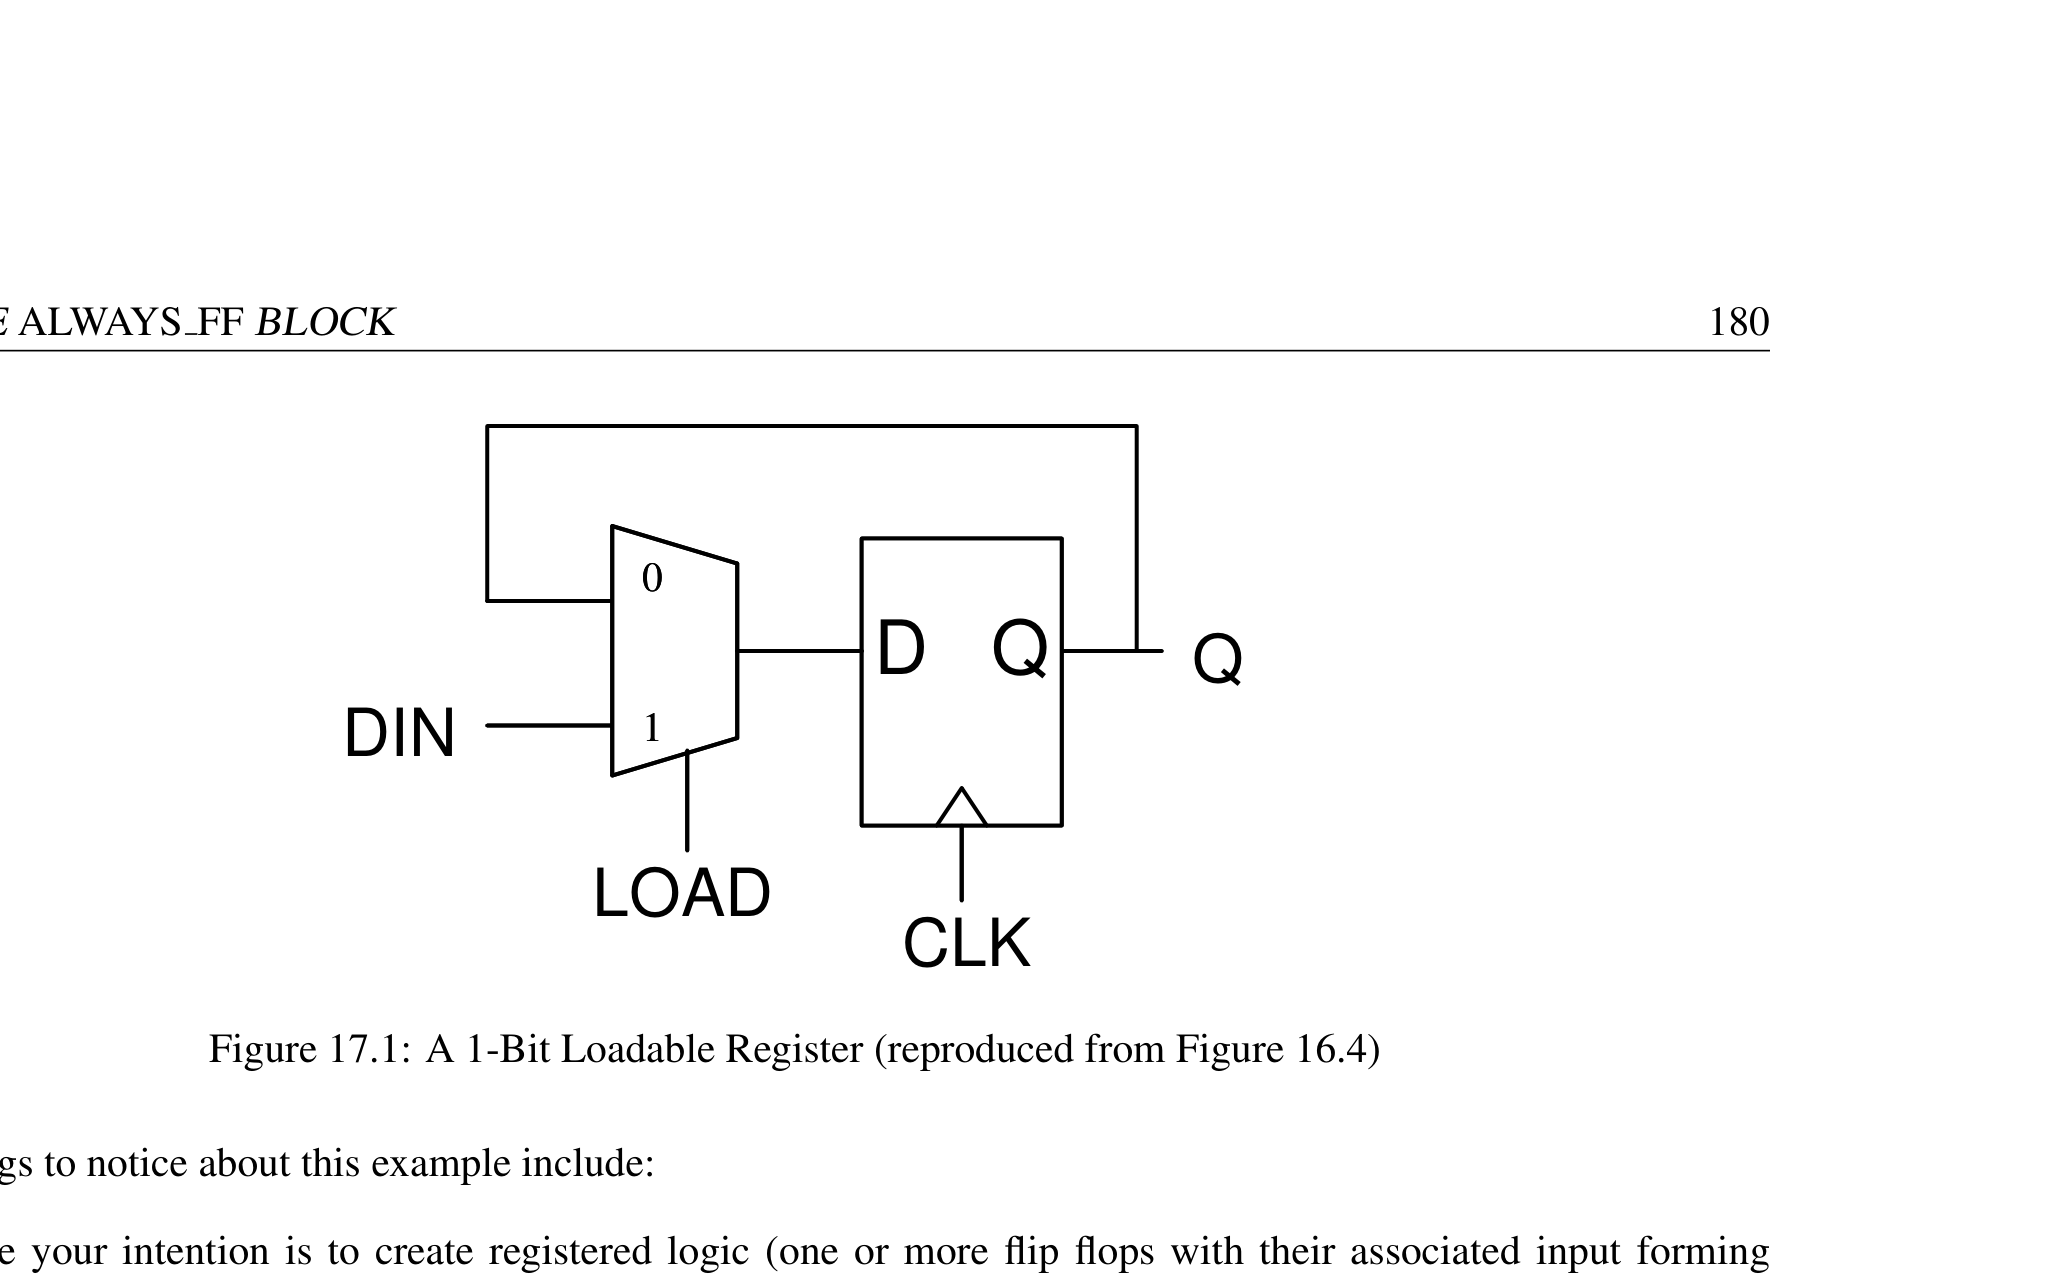 ALWAYS_FF BLOCK 180
0
D Q
Q
DIN
1
LOAD
CLK
Figure 17.1: A 1-Bit Loadable Register (reproduced from Figure 16.4)
gs to notice about this example include:
e your intention is to create registered logic (one or more flip flops with their associated input forming